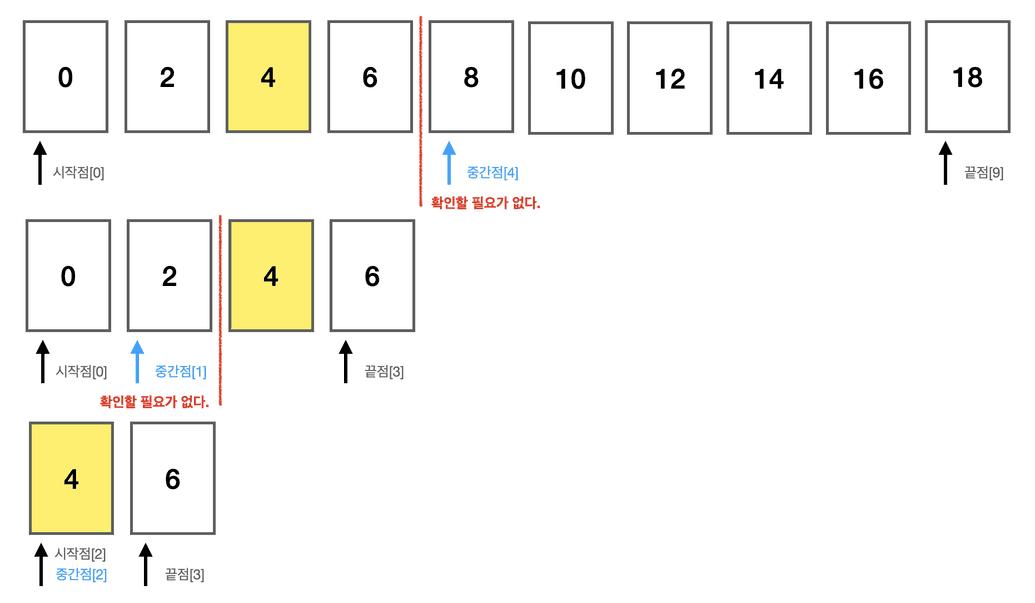 0 2 4 6 8 10 12 14 16 18
시작점[0] 중간점[4] 끝점[9]
확인할 필요가 없다.
0 2 4 6
시작점[0] 중간점[1] 끝점[3]
확인할 필요가 없다.
4 6
시작점[2]
중간점[2] 끝점[3]